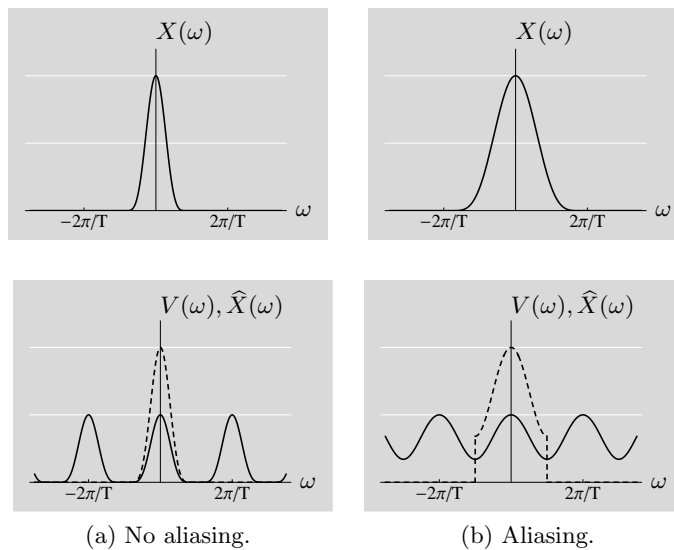 X(ω)
ω
−2π/T
2π/T
X(ω)
ω
−2π/T
2π/T
V(ω), X̂(ω)
ω
−2π/T
2π/T
V(ω), X̂(ω)
ω
−2π/T
2π/T
(a) No aliasing.
(b) Aliasing.